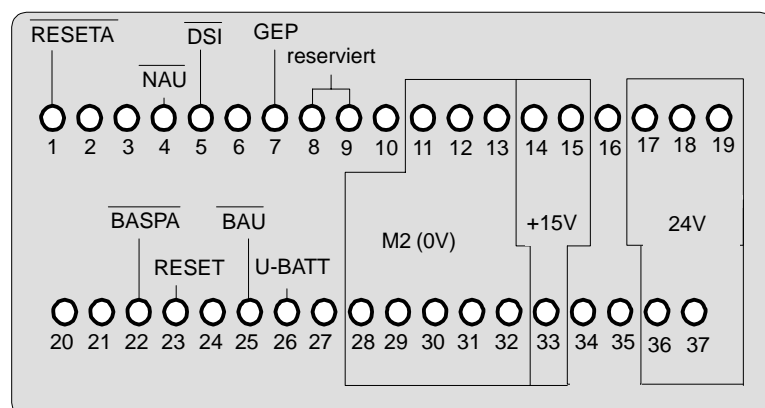 RESETA DSI GEP
NAU reserviert
1 2 3 4 5 6 7 8 9 10 11 12 13 14 15 16 17 18 19
BASPA BAU M2 (0V) +15V 24V
RESET U-BATT
20 21 22 23 24 25 26 27 28 29 30 31 32 33 34 35 36 37